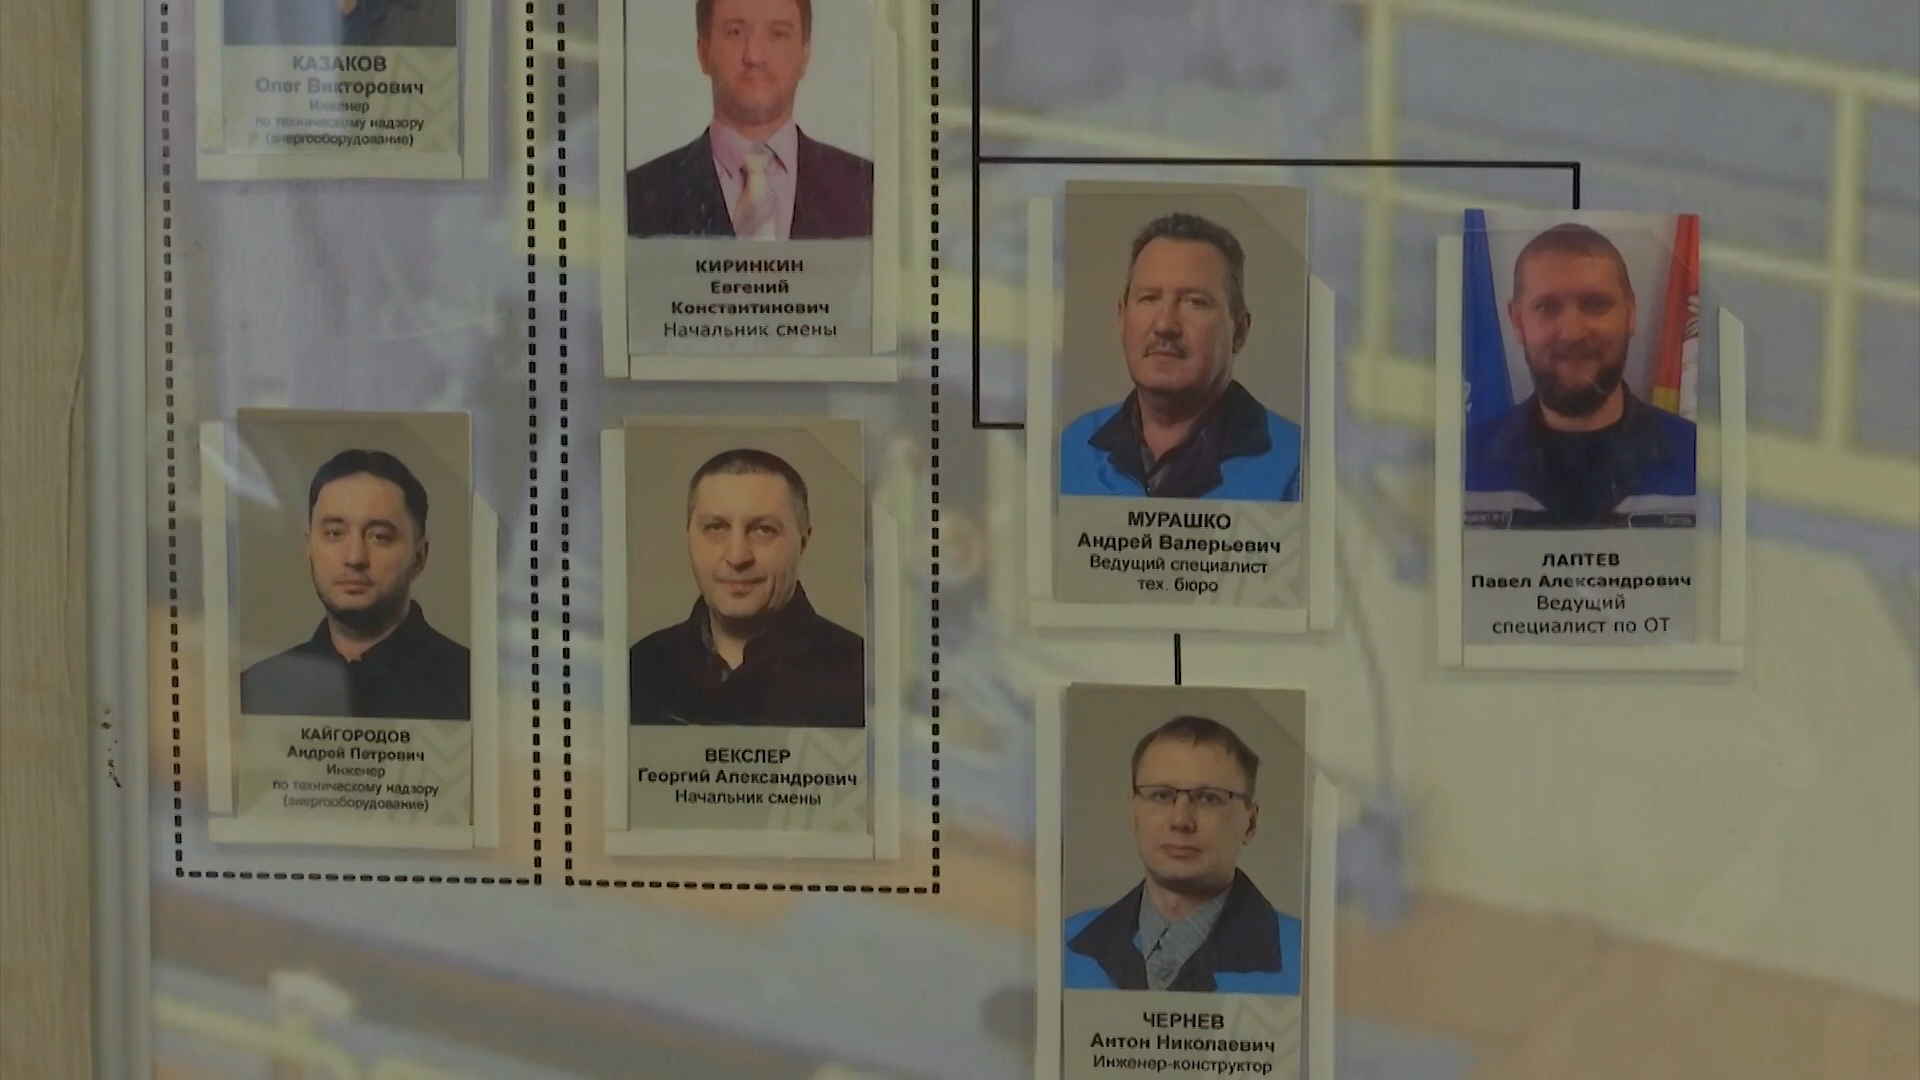 КАЗАКОВ
Олег Викторович
Инженер
по техническому надзору
(энергооборудование)
КИРИНКИН
Евгений
Константинович
Начальник смены
МУРАШКО
Андрей Валерьевич
Ведущий специалист
тех. бюро
ЛАПТЕВ
Павел Александрович
Ведущий
специалист по ОТ
КАЙГОРОДОВ
Андрей Петрович
Инженер
по техническому надзору
(энергооборудование)
ВЕКСЛЕР
Георгий Александрович
Начальник смены
ЧЕРНЕВ
Антон Николаевич
Инженер-конструктор